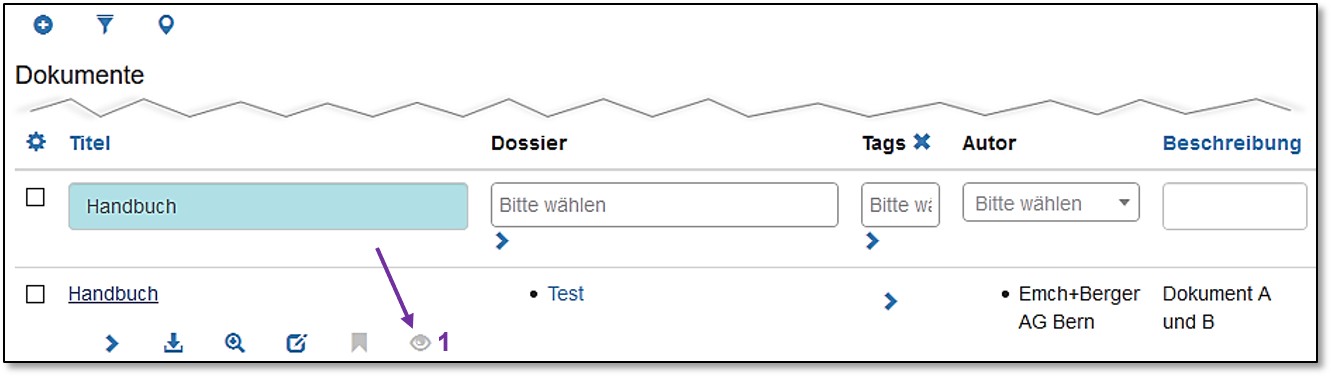 Dokumente
Titel Dossier Tags Autor Beschreibung
Handbuch Bitte wählen Bitte wä Bitte wählen
Handbuch • Test • Emch+Berger Dokument A
AG Bern und B
1